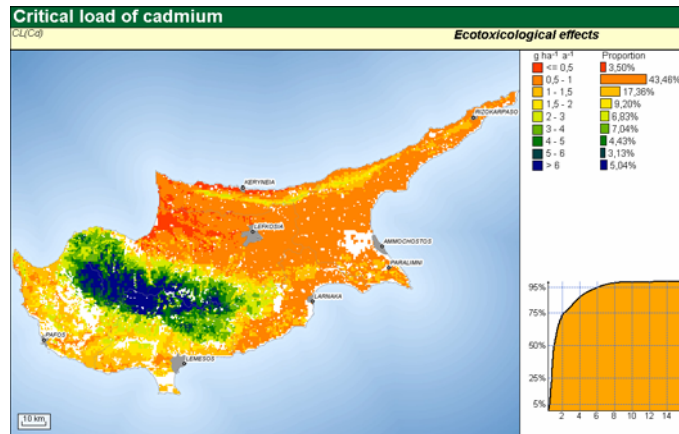 Critical load of cadmium
CL(Cd)
Ecotoxicological effects
g ha⁻¹ a⁻¹ Proportion
<= 0,5 3,50%
0,5 - 1 43,46%
1 - 1,5 17,36%
1,5 - 2 9,20%
2 - 3 6,83%
3 - 4 7,04%
4 - 5 4,43%
5 - 6 3,13%
> 6 5,04%
RIZOKARPASO
KERYNEIA
LEFKOSIA
AMMOCHOSTOS
PARALIMNI
LARNAKA
PAFOS
LEMESOS
10 km
95%
75%
50%
25%
5%
2 4 6 8 10 12 14